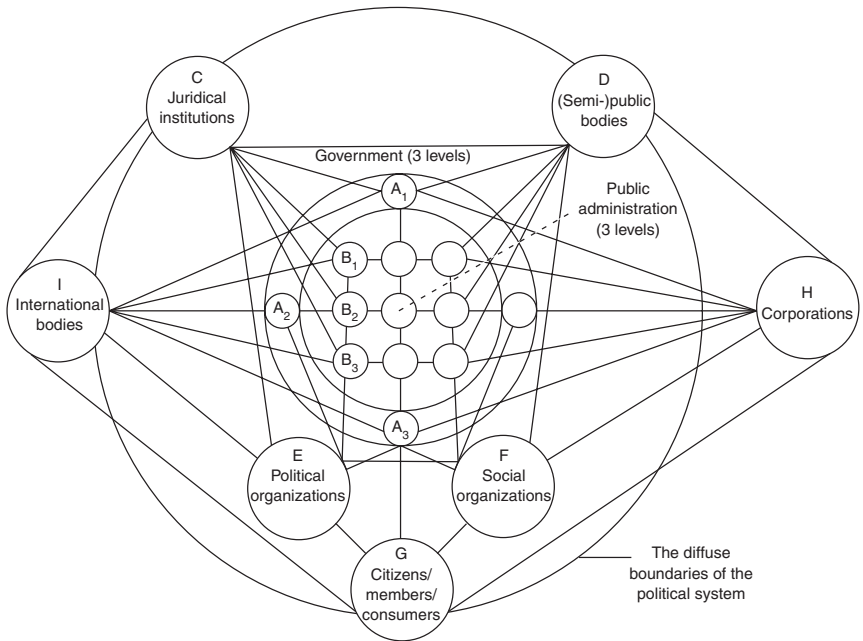 C
Juridical
institutions
D
(Semi-)public
bodies
Government (3 levels)
A1
Public
administration
(3 levels)
B1
I
International
bodies
A2
B2
H
Corporations
B3
A3
E
Political
organizations
F
Social
organizations
G
Citizens/
members/
consumers
The diffuse
boundaries of the
political system